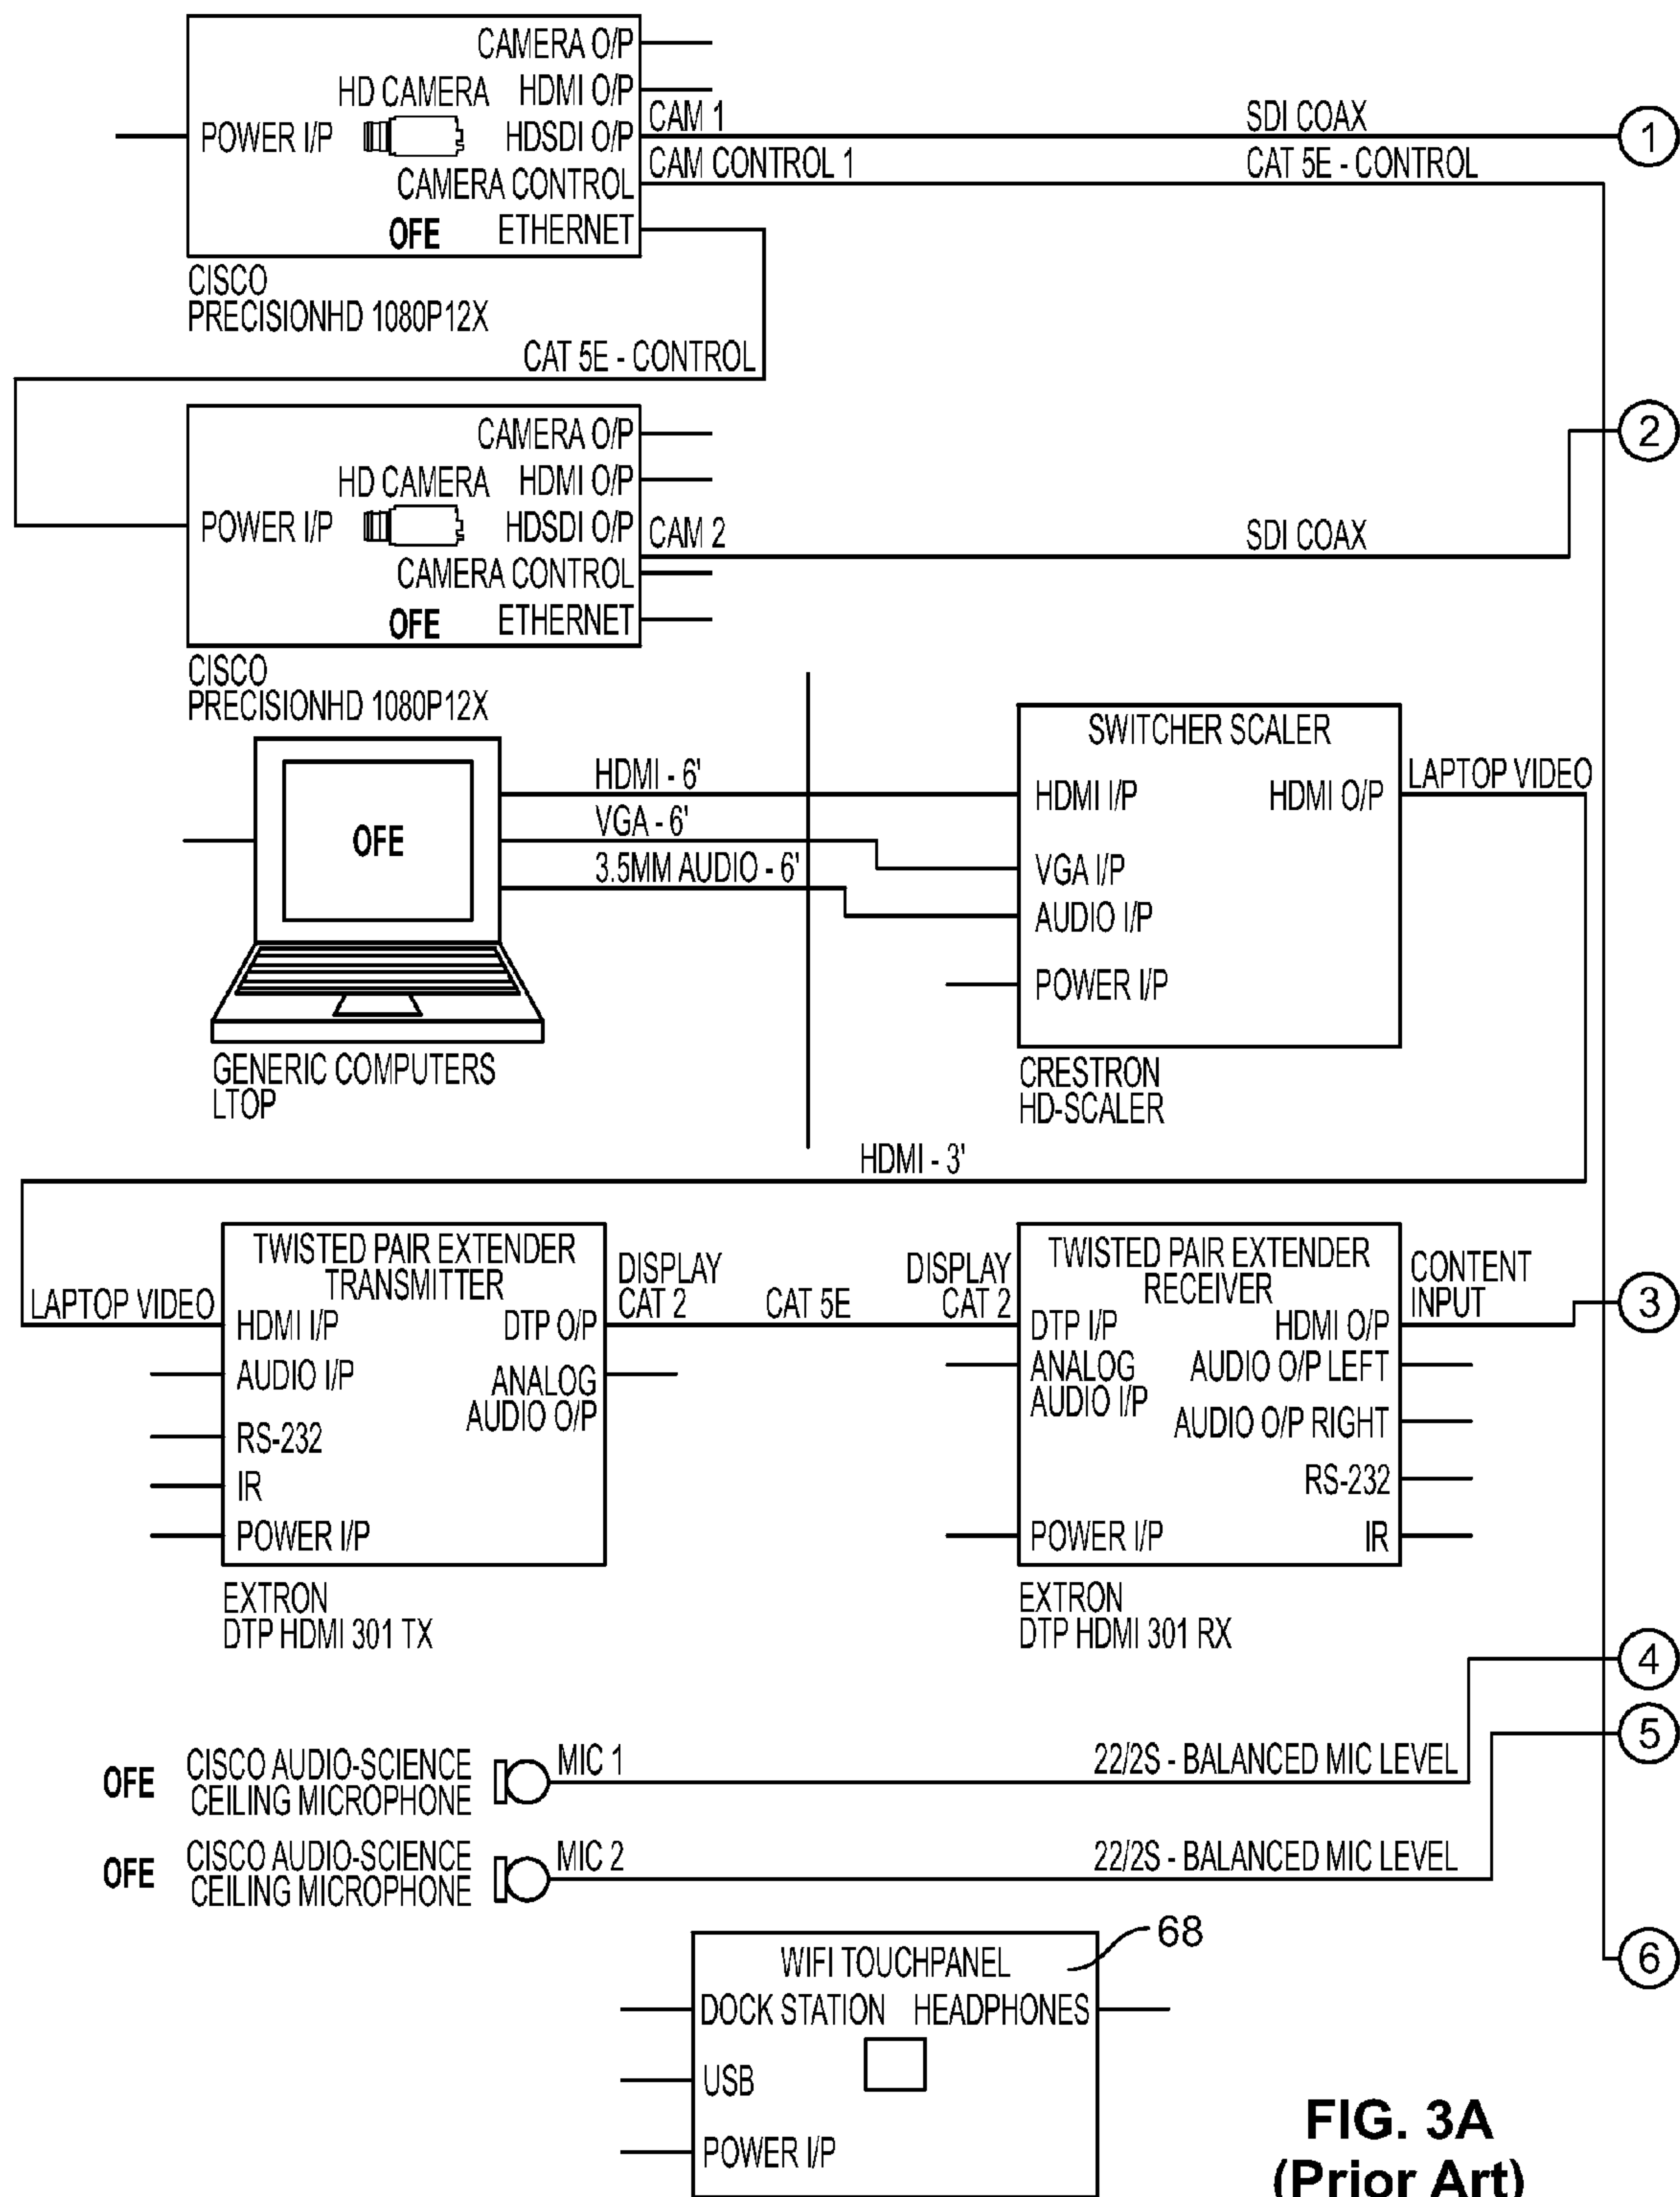 CAMERA O/P
HD CAMERA HDMI O/P
POWER I/P HDSDI O/P
CAMERA CONTROL
OFE ETHERNET
CAM 1 SDI COAX
CAM CONTROL 1 CAT 5E - CONTROL
1
CISCO
PRECISIONHD 1080P12X
CAT 5E - CONTROL
CAMERA O/P
HD CAMERA HDMI O/P
POWER I/P HDSDI O/P
CAMERA CONTROL
OFE ETHERNET
CAM 2 SDI COAX
2
CISCO
PRECISIONHD 1080P12X
OFE
HDMI - 6'
VGA - 6'
3.5MM AUDIO - 6'
GENERIC COMPUTERS
LTOP
SWITCHER SCALER
HDMI I/P HDMI O/P
VGA I/P
AUDIO I/P
POWER I/P
LAPTOP VIDEO
CRESTRON
HD-SCALER
HDMI - 3'
LAPTOP VIDEO
TWISTED PAIR EXTENDER
TRANSMITTER
HDMI I/P DTP O/P
AUDIO I/P ANALOG
AUDIO O/P
RS-232
IR
POWER I/P
EXTRON
DTP HDMI 301 TX
DISPLAY
CAT 2
CAT 5E
DISPLAY
CAT 2
TWISTED PAIR EXTENDER
RECEIVER
DTP I/P HDMI O/P
ANALOG AUDIO O/P LEFT
AUDIO I/P
AUDIO O/P RIGHT
RS-232
POWER I/P IR
CONTENT
INPUT
3
EXTRON
DTP HDMI 301 RX
4
5
OFE CISCO AUDIO-SCIENCE
CEILING MICROPHONE
MIC 1 22/2S - BALANCED MIC LEVEL
OFE CISCO AUDIO-SCIENCE
CEILING MICROPHONE
MIC 2 22/2S - BALANCED MIC LEVEL
68
6
WIFI TOUCHPANEL
DOCK STATION HEADPHONES
USB
POWER I/P
FIG. 3A
(Prior Art)